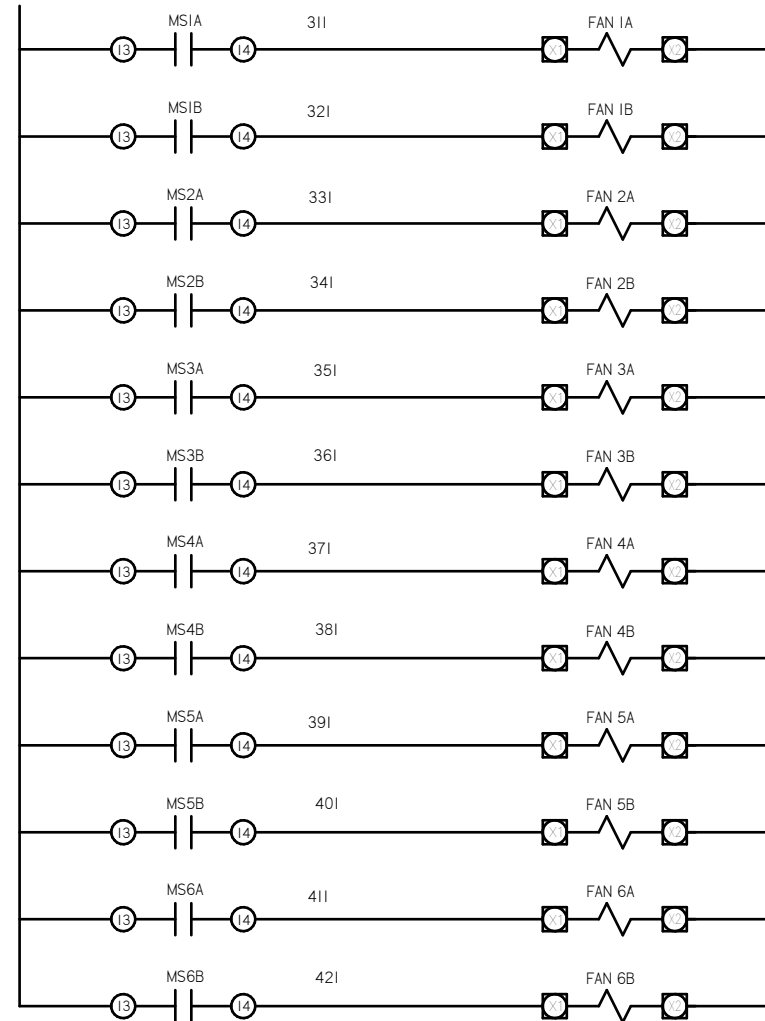 MS1A 311 FAN 1A
13 14 X1 X2
MS1B 321 FAN 1B
13 14 X1 X2
MS2A 331 FAN 2A
13 14 X1 X2
MS2B 341 FAN 2B
13 14 X1 X2
MS3A 351 FAN 3A
13 14 X1 X2
MS3B 361 FAN 3B
13 14 X1 X2
MS4A 371 FAN 4A
13 14 X1 X2
MS4B 381 FAN 4B
13 14 X1 X2
MS5A 391 FAN 5A
13 14 X1 X2
MS5B 401 FAN 5B
13 14 X1 X2
MS6A 411 FAN 6A
13 14 X1 X2
MS6B 421 FAN 6B
13 14 X1 X2